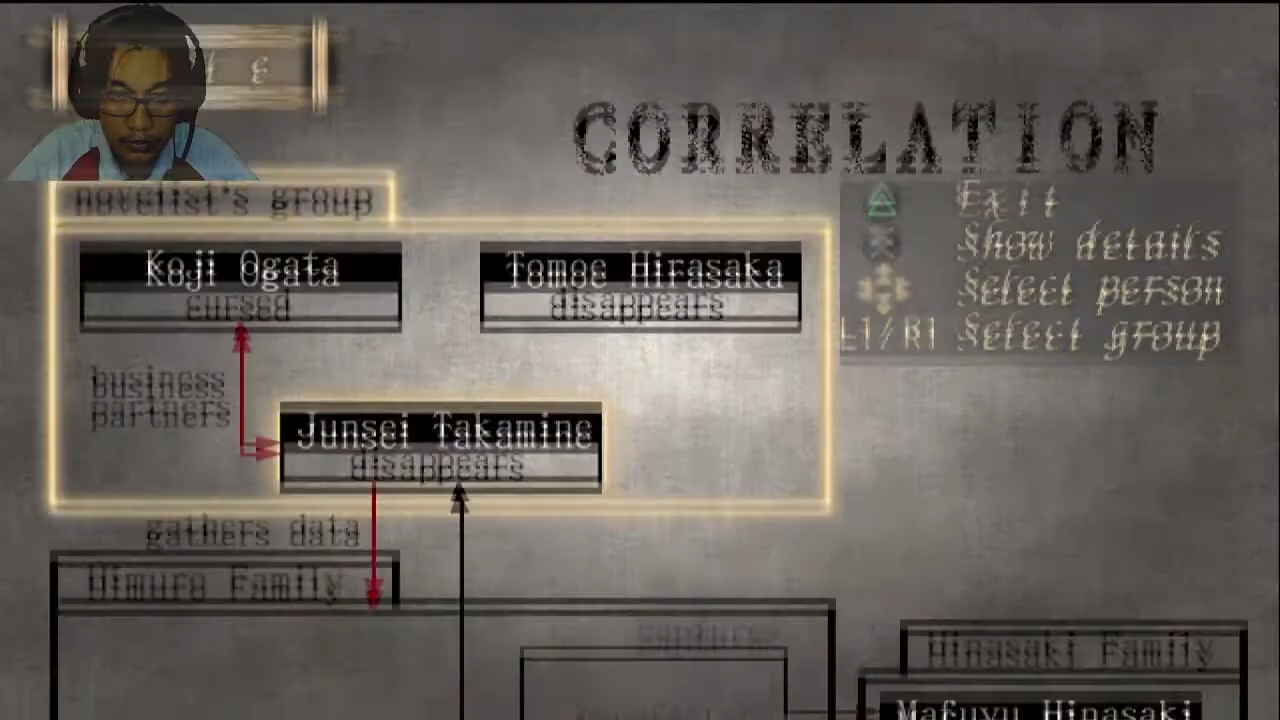 CORRELATION
novelist's group
Exit
Show details
Select person
L1/R1 Select group
Koji Ogata
cursed
Tomoe Hirasaka
disappears
business
partners
Junsei Takamine
disappears
gathers data
Himuro Family
Hinasaki Family
Mafuyu Hinasaki